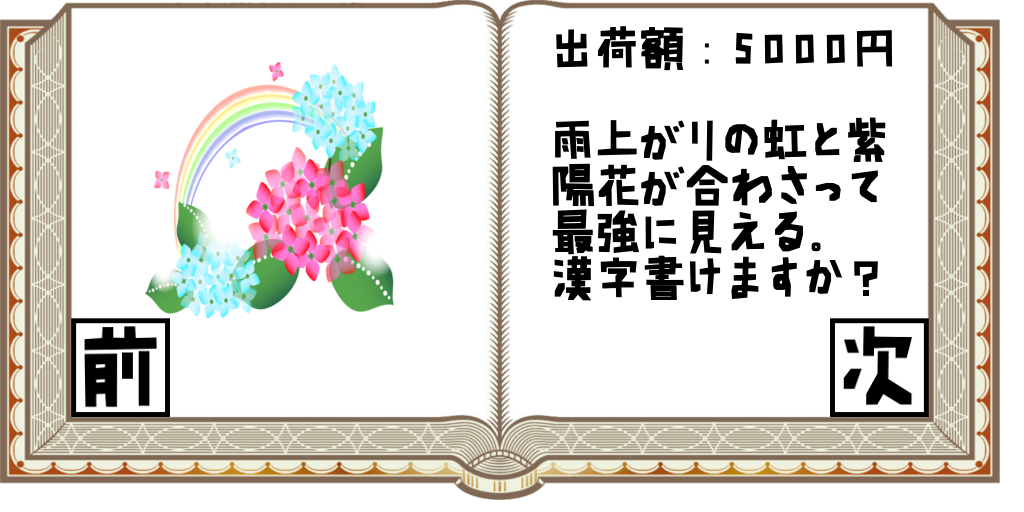 出荷額：5000円
雨上がりの虹と紫
陽花が合わさって
最強に見える。
漢字書けますか？
前
次